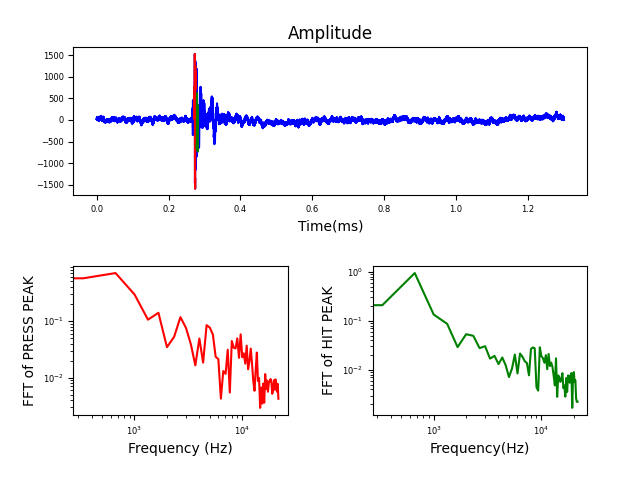 Amplitude
1500
1000
500
0
−500
−1000
−1500
0.0 0.2 0.4 0.6 0.8 1.0 1.2
Time(ms)
FFT of PRESS PEAK
10⁻¹
10⁻²
10³ 10⁴
Frequency (Hz)
FFT of HIT PEAK
10⁰
10⁻¹
10⁻²
10³ 10⁴
Frequency(Hz)